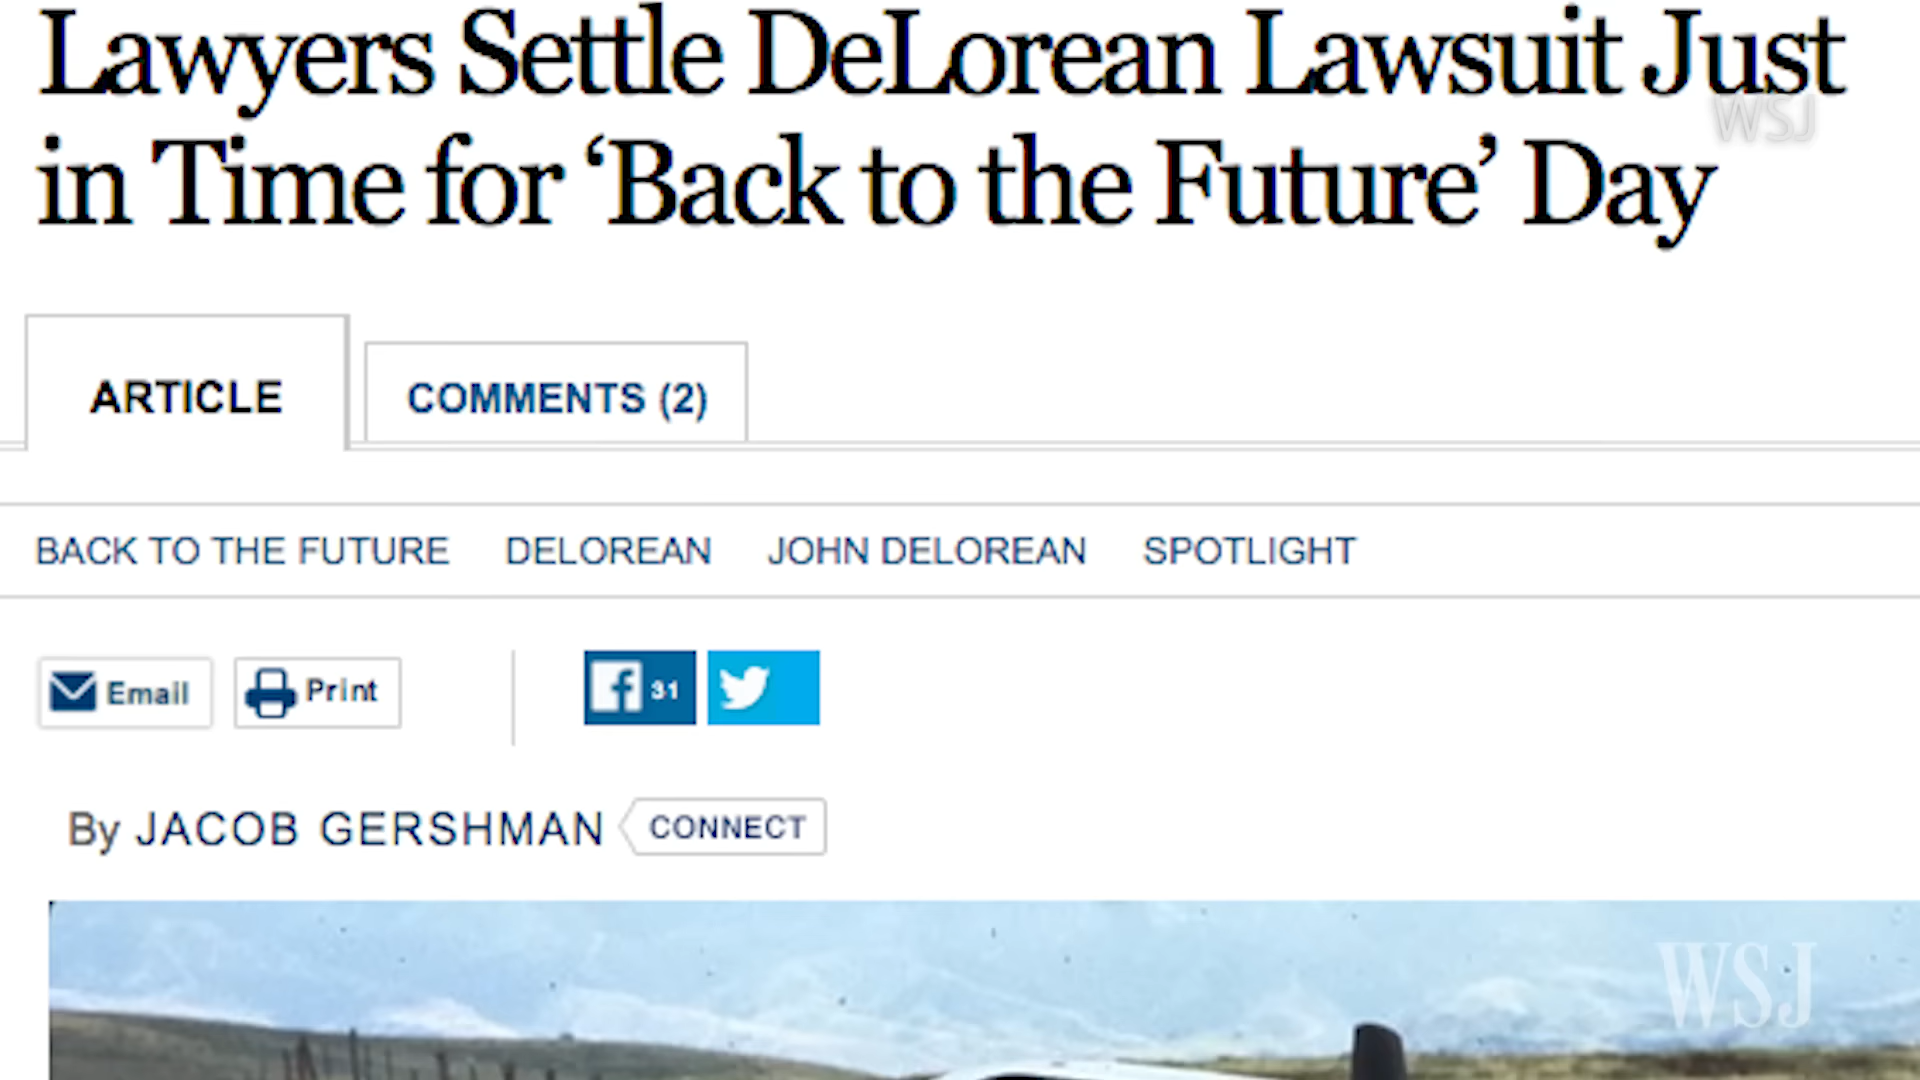 Lawyers Settle DeLorean Lawsuit Just
WSJ
in Time for ‘Back to the Future’ Day
ARTICLE
COMMENTS (2)
BACK TO THE FUTURE DELOREAN JOHN DELOREAN SPOTLIGHT
Email Print 31
By JACOB GERSHMAN CONNECT
WSJ